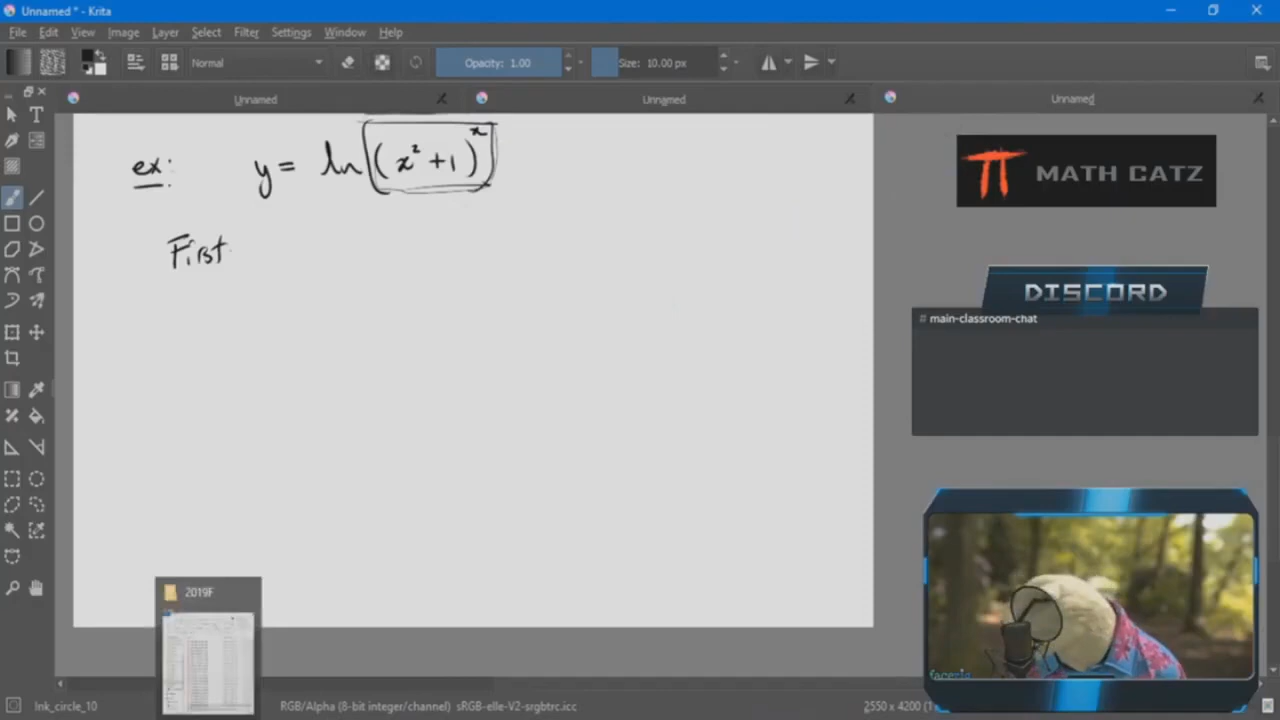 Unnamed * - Krita
File Edit View Image Layer Select Filter Settings Window Help
Normal Opacity: 1.00 Size: 10.00 px
Unnamed Unnamed Unnamed
ex: y = ln (x² + 1)ˣ
First
MATH CATZ
DISCORD
# main-classroom-chat
2019F
facerig
Ink_circle_10 RGB/Alpha (8-bit integer/channel) sRGB-elle-V2-srgbtrc.icc 2550 x 4200 (1